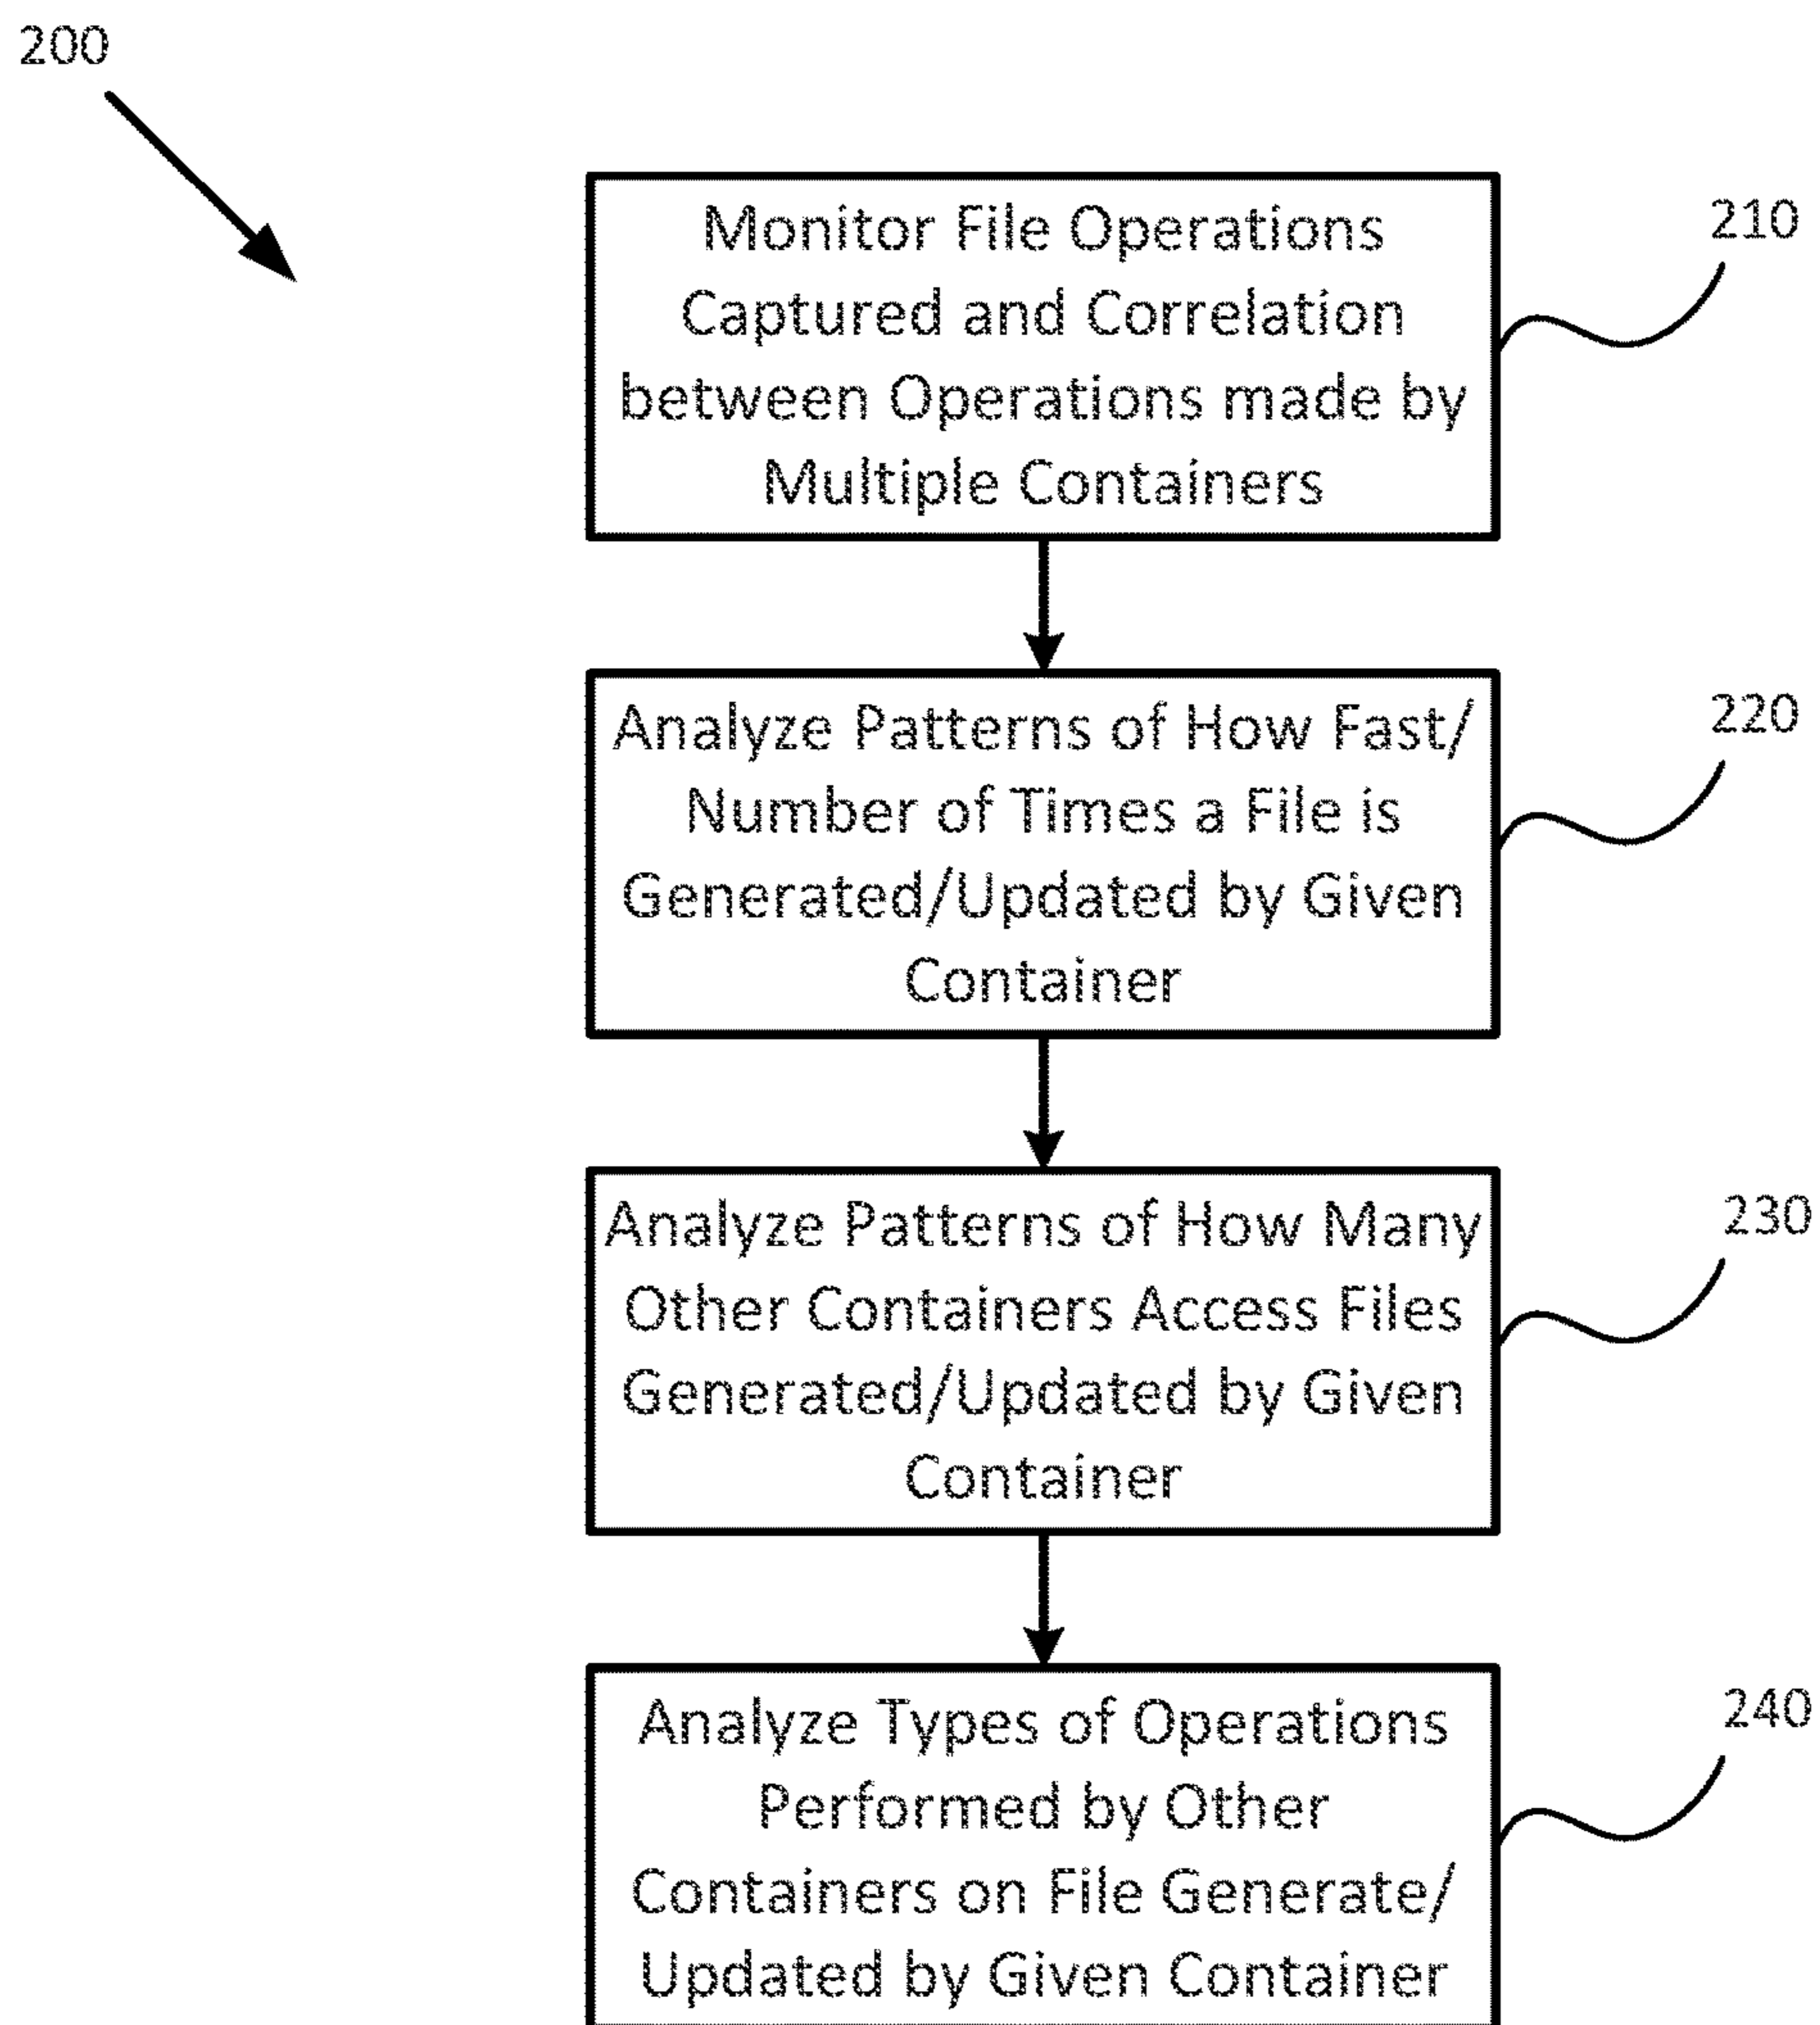 200
Monitor File Operations
Captured and Correlation
between Operations made by
Multiple Containers
210
Analyze Patterns of How Fast/
Number of Times a File is
Generated/Updated by Given
Container
220
Analyze Patterns of How Many
Other Containers Access Files
Generated/Updated by Given
Container
230
Analyze Types of Operations
Performed by Other
Containers on File Generate/
Updated by Given Container
240